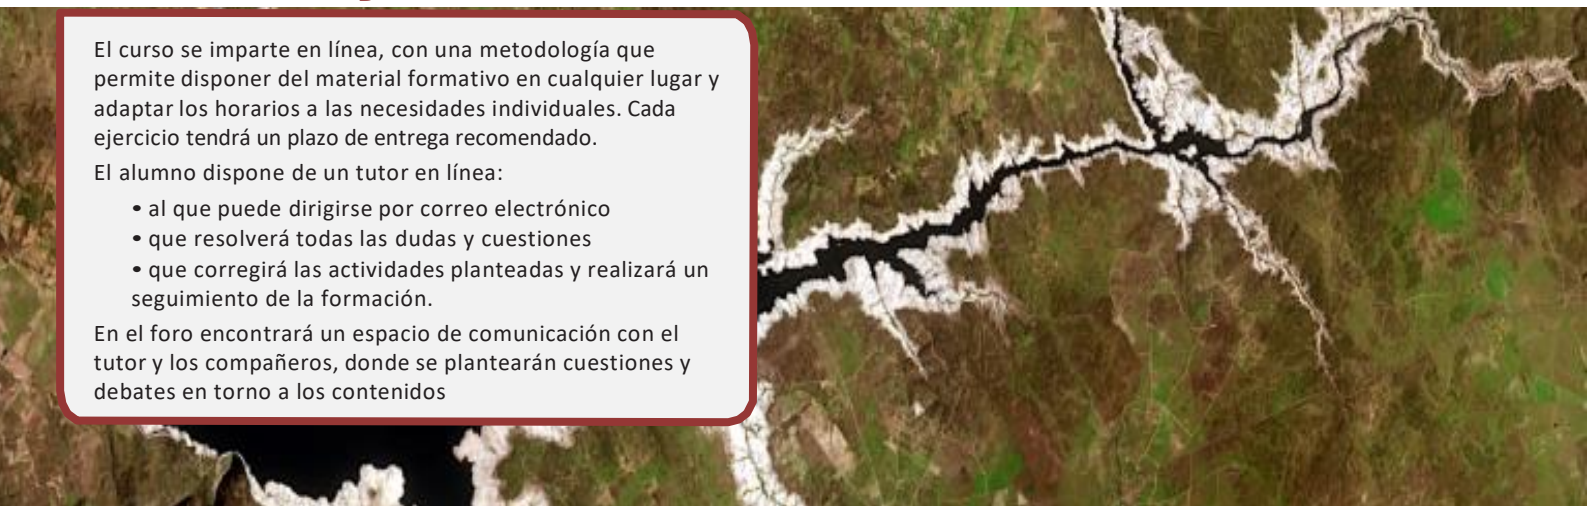 El curso se imparte en línea, con una metodología que
permite disponer del material formativo en cualquier lugar y
adaptar los horarios a las necesidades individuales. Cada
ejercicio tendrá un plazo de entrega recomendado.
El alumno dispone de un tutor en línea:
• al que puede dirigirse por correo electrónico
• que resolverá todas las dudas y cuestiones
• que corregirá las actividades planteadas y realizará un
seguimiento de la formación.
En el foro encontrará un espacio de comunicación con el
tutor y los compañeros, donde se plantearán cuestiones y
debates en torno a los contenidos